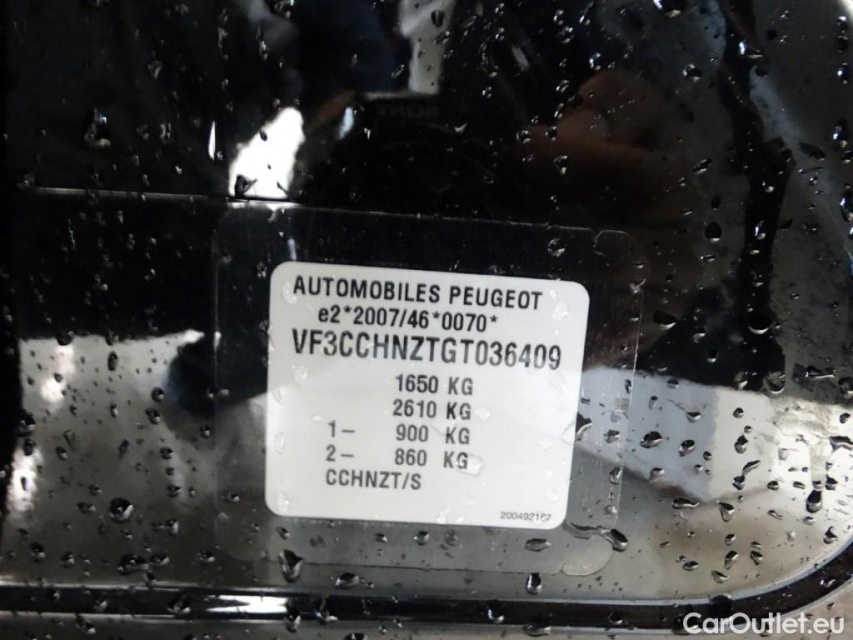 AUTOMOBILES PEUGEOT
e2*2007/46*0070*
VF3CCHNZTGT036409
1650 KG
2610 KG
1– 900 KG
2– 860 KG
CCHNZT/S
200492167
CarOutlet.eu